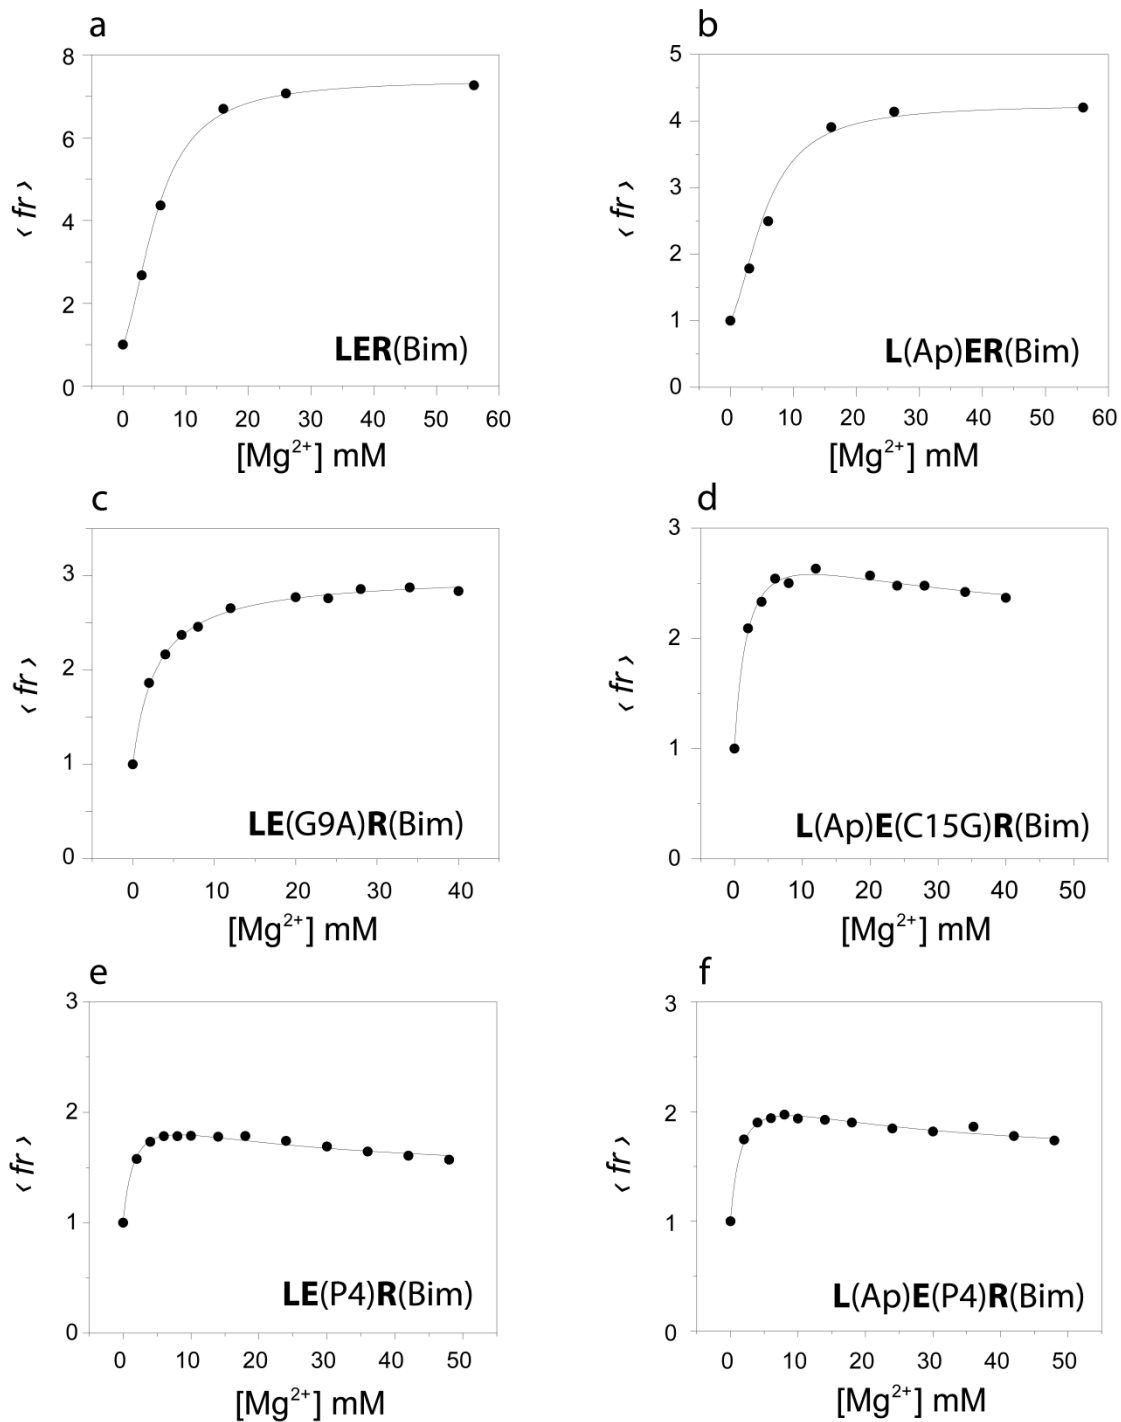 a
8
6
4
2
0
‹ fr ›
0 10 20 30 40 50 60
[Mg²⁺] mM
LER(Bim)
b
5
4
3
2
1
0
‹ fr ›
0 10 20 30 40 50 60
[Mg²⁺] mM
L(Ap)ER(Bim)
c
3
2
1
0
‹ fr ›
0 10 20 30 40
[Mg²⁺] mM
LE(G9A)R(Bim)
d
3
2
1
0
‹ fr ›
0 10 20 30 40 50
[Mg²⁺] mM
L(Ap)E(C15G)R(Bim)
e
3
2
1
0
‹ fr ›
0 10 20 30 40 50
[Mg²⁺] mM
LE(P4)R(Bim)
f
3
2
1
0
‹ fr ›
0 10 20 30 40 50
[Mg²⁺] mM
L(Ap)E(P4)R(Bim)